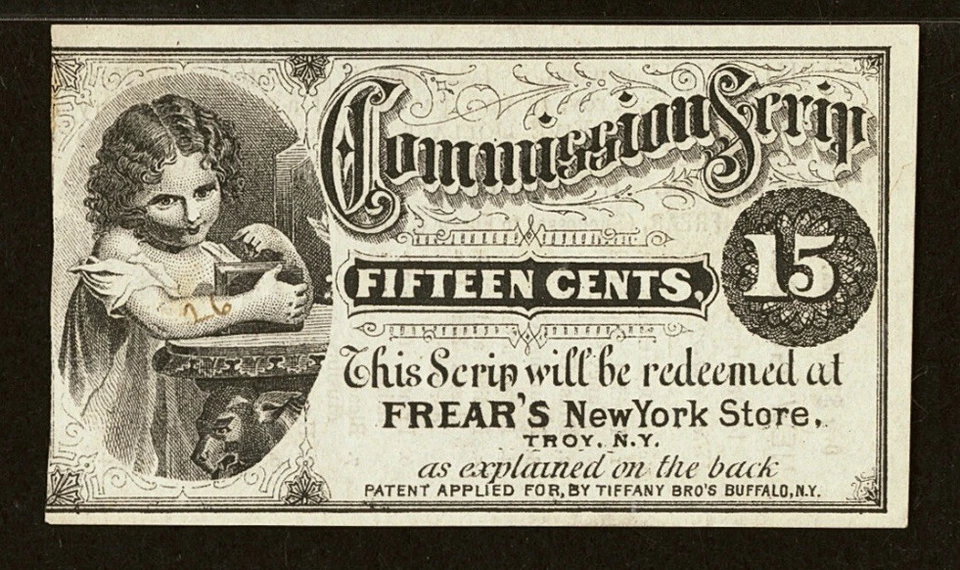 Commission Scrip
FIFTEEN CENTS.
15
26
This Scrip will be redeemed at
FREAR'S New York Store,
TROY, N.Y.
as explained on the back
PATENT APPLIED FOR, BY TIFFANY BRO'S BUFFALO, N.Y.